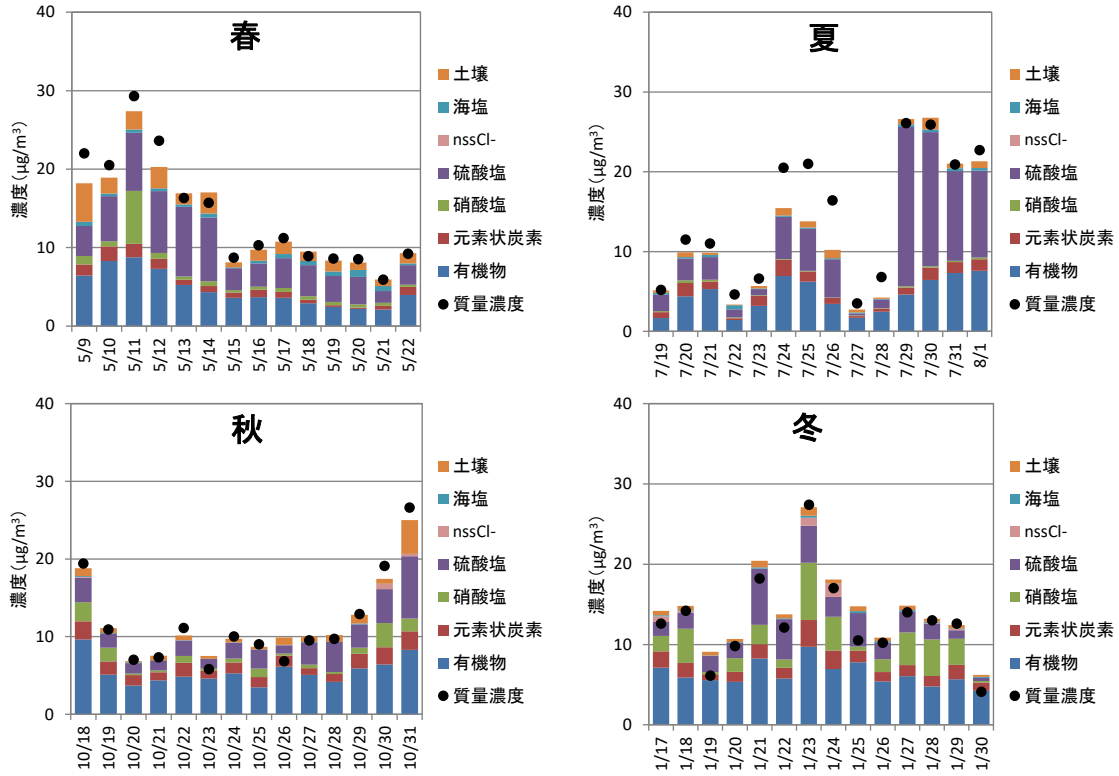 春
40
30
20
10
0
濃度(μg/m³)
5/9 5/10 5/11 5/12 5/13 5/14 5/15 5/16 5/17 5/18 5/19 5/20 5/21 5/22
土壌
海塩
nssCl-
硫酸塩
硝酸塩
元素状炭素
有機物
質量濃度
夏
40
30
20
10
0
濃度(μg/m³)
7/19 7/20 7/21 7/22 7/23 7/24 7/25 7/26 7/27 7/28 7/29 7/30 7/31 8/1
土壌
海塩
nssCl-
硫酸塩
硝酸塩
元素状炭素
有機物
質量濃度
秋
40
30
20
10
0
濃度(μg/m³)
10/18 10/19 10/20 10/21 10/22 10/23 10/24 10/25 10/26 10/27 10/28 10/29 10/30 10/31
土壌
海塩
nssCl-
硫酸塩
硝酸塩
元素状炭素
有機物
質量濃度
冬
40
30
20
10
0
濃度(μg/m³)
1/17 1/18 1/19 1/20 1/21 1/22 1/23 1/24 1/25 1/26 1/27 1/28 1/29 1/30
土壌
海塩
nssCl-
硫酸塩
硝酸塩
元素状炭素
有機物
質量濃度